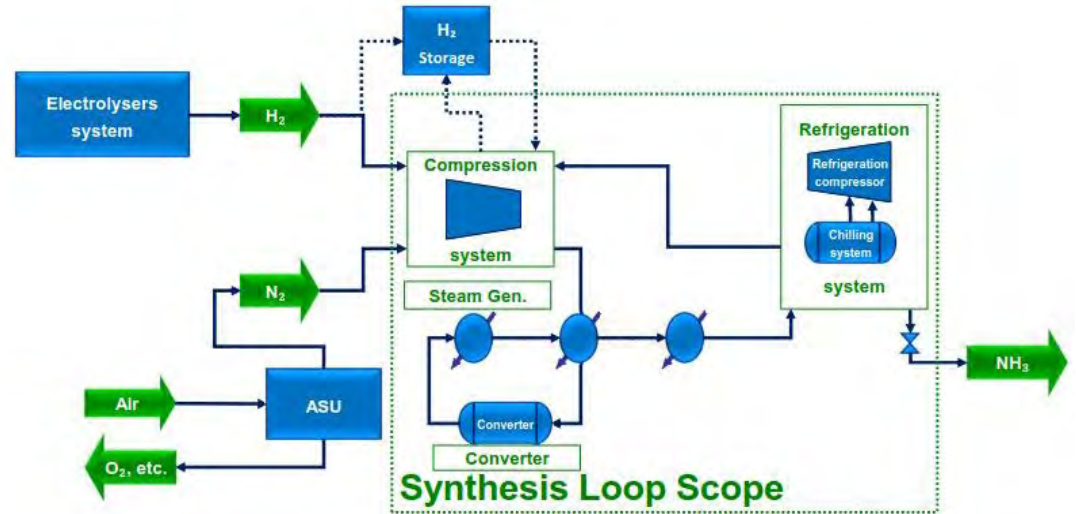 H₂
Storage
Electrolysers
system
H₂
Refrigeration
Refrigeration
compressor
Chilling
system
system
Compression
system
N₂
Steam Gen.
Air
ASU
O₂, etc.
Converter
Converter
NH₃
Synthesis Loop Scope